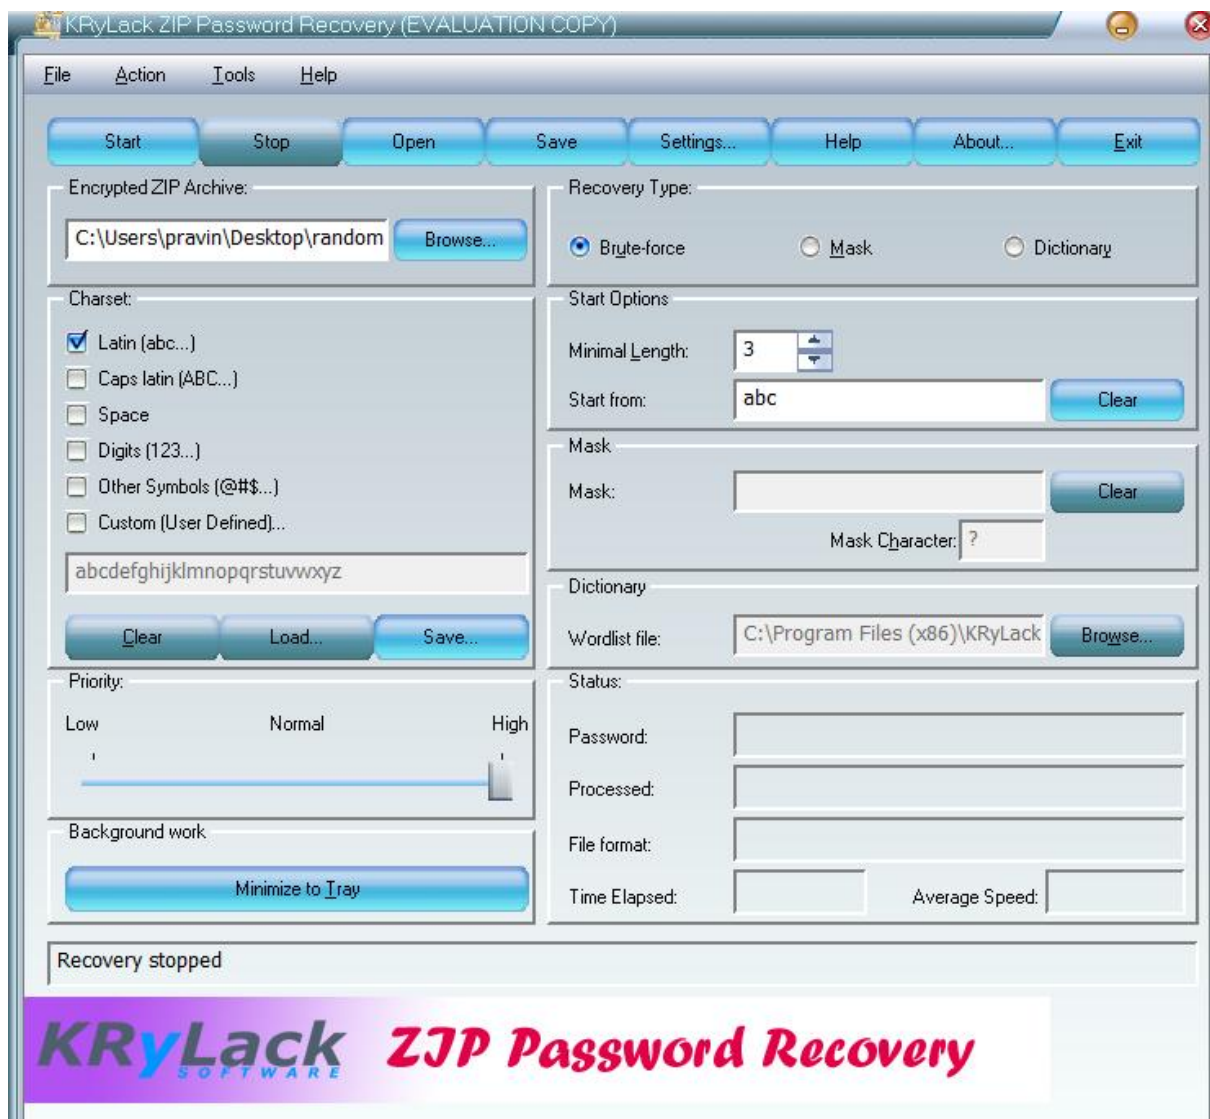 KRyLack ZIP Password Recovery (EVALUATION COPY)
File Action Tools Help
Start Stop Open Save Settings... Help About... Exit
Encrypted ZIP Archive:
C:\Users\pravin\Desktop\random Browse...
Recovery Type:
Brute-force Mask Dictionary
Charset:
Latin (abc...)
Caps latin (ABC...)
Space
Digits (123...)
Other Symbols (@#$...)
Custom (User Defined)...
abcdefghijklmnopqrstuvwxyz
Clear Load... Save...
Start Options
Minimal Length: 3
Start from: abc Clear
Mask
Mask: Clear
Mask Character: ?
Dictionary
Wordlist file: C:\Program Files (x86)\KRyLack Browse...
Priority:
Low Normal High
Background work
Minimize to Tray
Status:
Password:
Processed:
File format:
Time Elapsed: Average Speed:
Recovery stopped
KRyLack ZIP Password Recovery
SOFTWARE